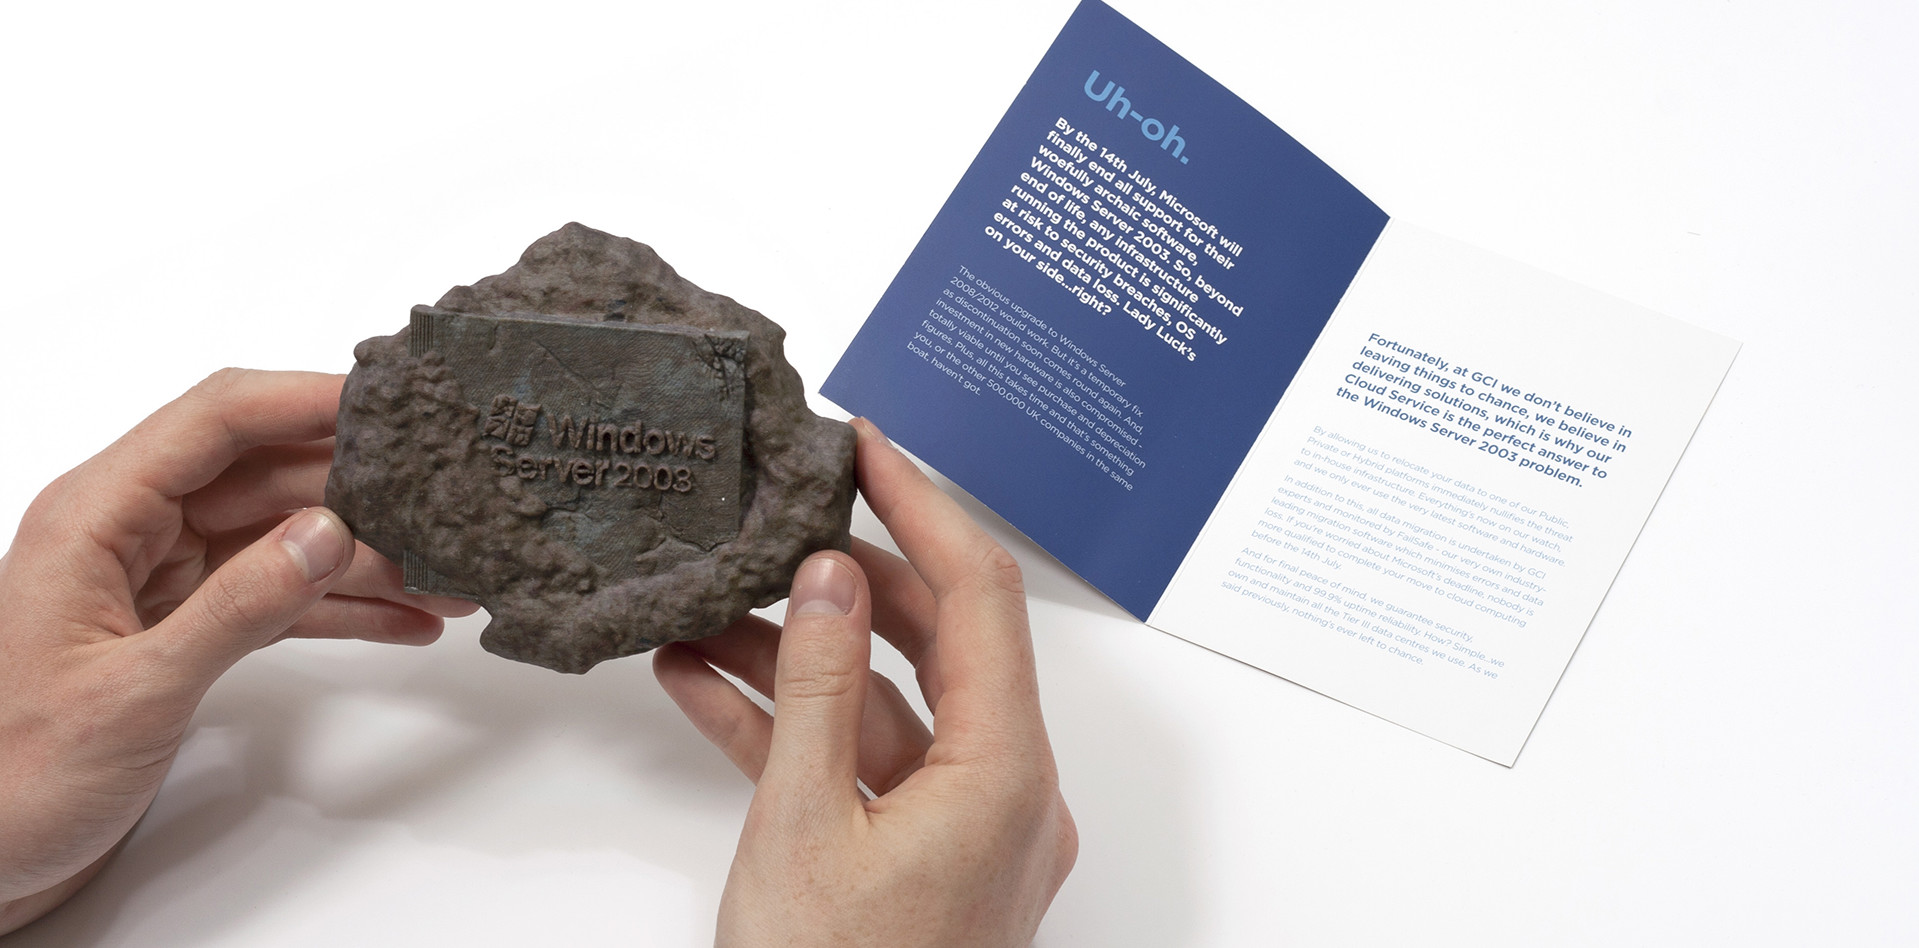 Windows
Server 2003
Uh-oh.
By the 14th July, Microsoft will
finally end all support for their
woefully archaic software,
Windows Server 2003. So, beyond
end of life, any infrastructure
running the product is significantly
at risk to security breaches, OS
errors and data loss. Lady Luck's
on your side...right?
The obvious upgrade to Windows Server
2008/2012 would work. But it's a temporary fix
as discontinuation soon comes round again. And,
investment in new hardware is also compromised...
totally viable until you see purchase and depreciation
figures. Plus, all this takes time and that's something
you, or the other 500,000 UK companies in the same
boat, haven't got.
Fortunately, at GCI we don't believe in
leaving things to chance, we believe in
delivering solutions, which is why our
Cloud Service is the perfect answer to
the Windows Server 2003 problem.
By allowing us to relocate your data to one of our Public,
Private or Hybrid platforms immediately nullifies the threat
to in-house infrastructure. Everything's now on our watch,
and we only ever use the very latest software and hardware.
In addition to this, all data migration is undertaken by GCI
experts and monitored by FailSafe - our very own industry-
leading migration software which minimises errors and data
loss. If you're worried about Microsoft's deadline, nobody is
more qualified to complete your move to cloud computing
before the 14th July.
And for final peace of mind, we guarantee security,
functionality and 99.9% uptime reliability. How? Simple...we
own and maintain all the Tier III data centres we use. As we
said previously, nothing's ever left to chance.